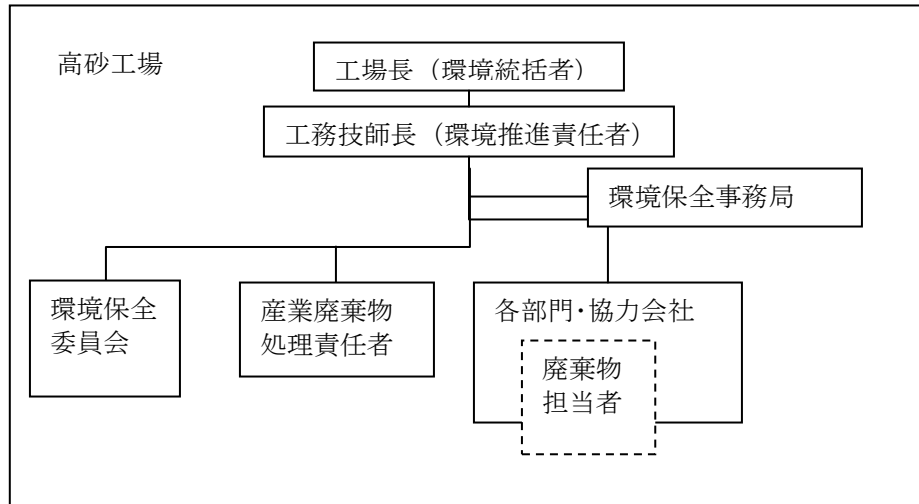 高砂工場
工場長（環境統括者）
工務技師長（環境推進責任者）
環境保全事務局
環境保全
委員会
産業廃棄物
処理責任者
各部門・協力会社
廃棄物
担当者